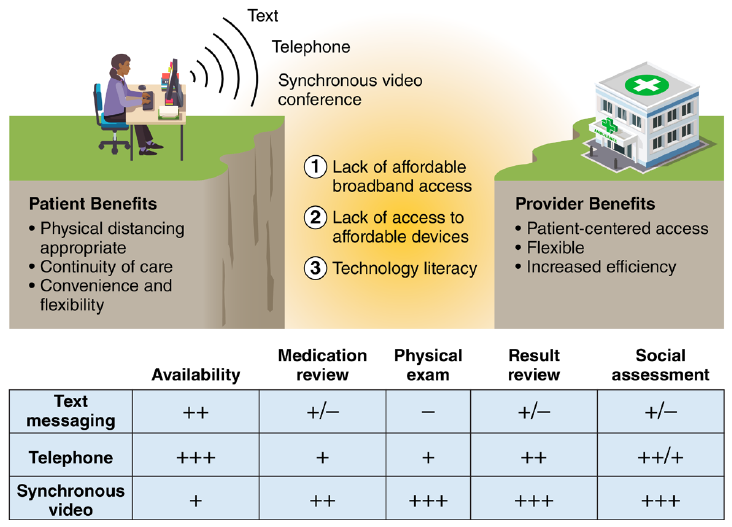 Text
Telephone
Synchronous video
conference
1 Lack of affordable
broadband access
2 Lack of access to
affordable devices
3 Technology literacy
Patient Benefits
• Physical distancing
appropriate
• Continuity of care
• Convenience and
flexibility
Provider Benefits
• Patient-centered access
• Flexible
• Increased efficiency
Availability
Medication
review
Physical
exam
Result
review
Social
assessment
Text
messaging
++
+/−
−
+/−
+/−
Telephone
+++
+
+
++
++/+
Synchronous
video
+
++
+++
+++
+++